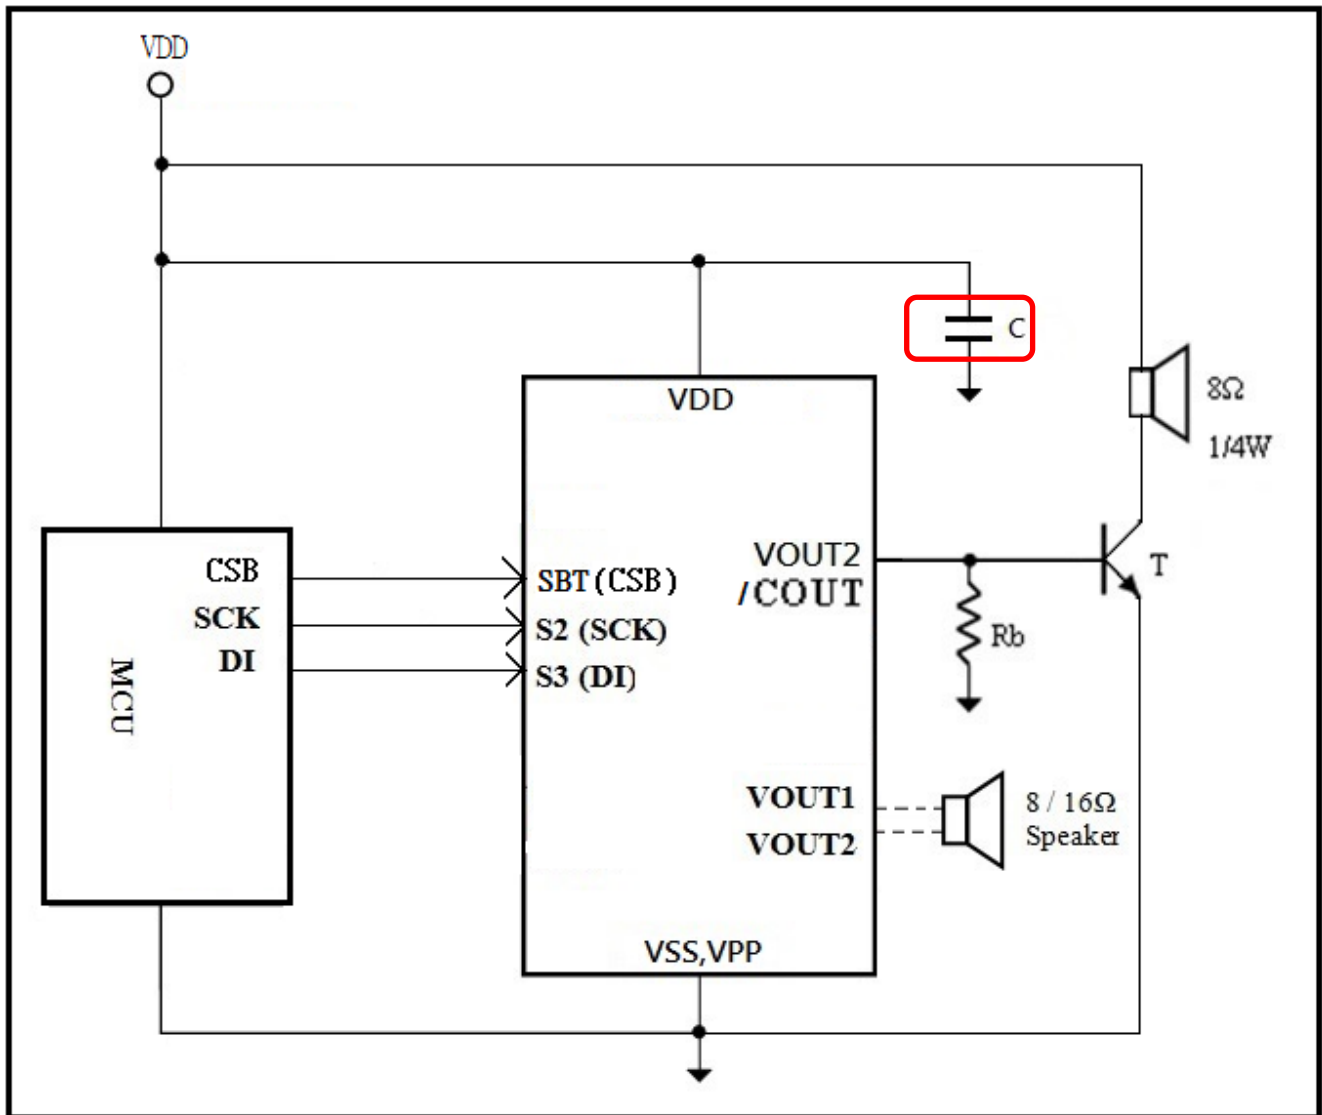 VDD
C
VDD
8Ω
1/4W
CSB
SCK
DI
MCU
SBT(CSB)
S2 (SCK)
S3 (DI)
VOUT2
/COUT
T
Rb
VOUT1
VOUT2
8 / 16Ω
Speaker
VSS,VPP